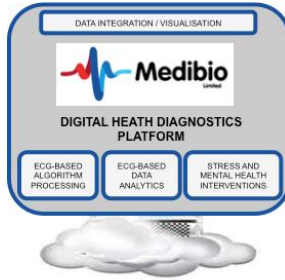 DATA INTEGRATION / VISUALISATION
Medibio
Limited
DIGITAL HEATH DIAGNOSTICS
PLATFORM
ECG-BASED
ALGORITHM
PROCESSING
ECG-BASED
DATA
ANALYTICS
STRESS AND
MENTAL HEALTH
INTERVENTIONS